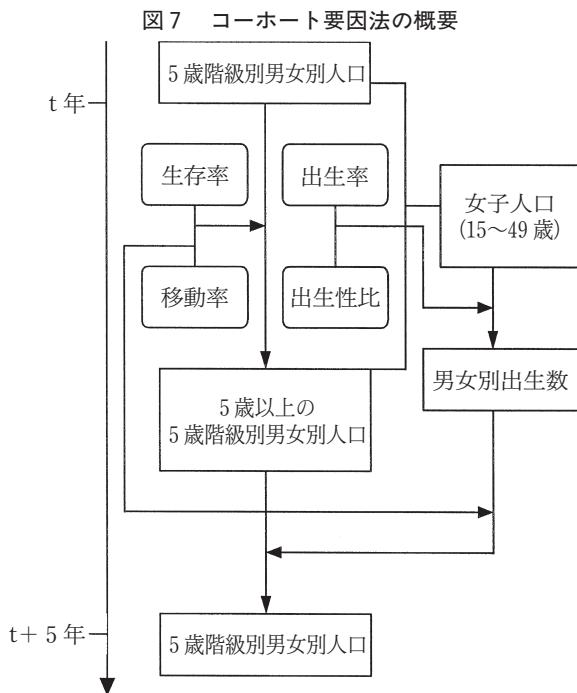 図7 コーホート要因法の概要
5歳階級別男女別人口
t年
生存率
出生率
女子人口
(15～49歳)
移動率
出生性比
5歳以上の
5歳階級別男女別人口
男女別出生数
t＋5年
5歳階級別男女別人口